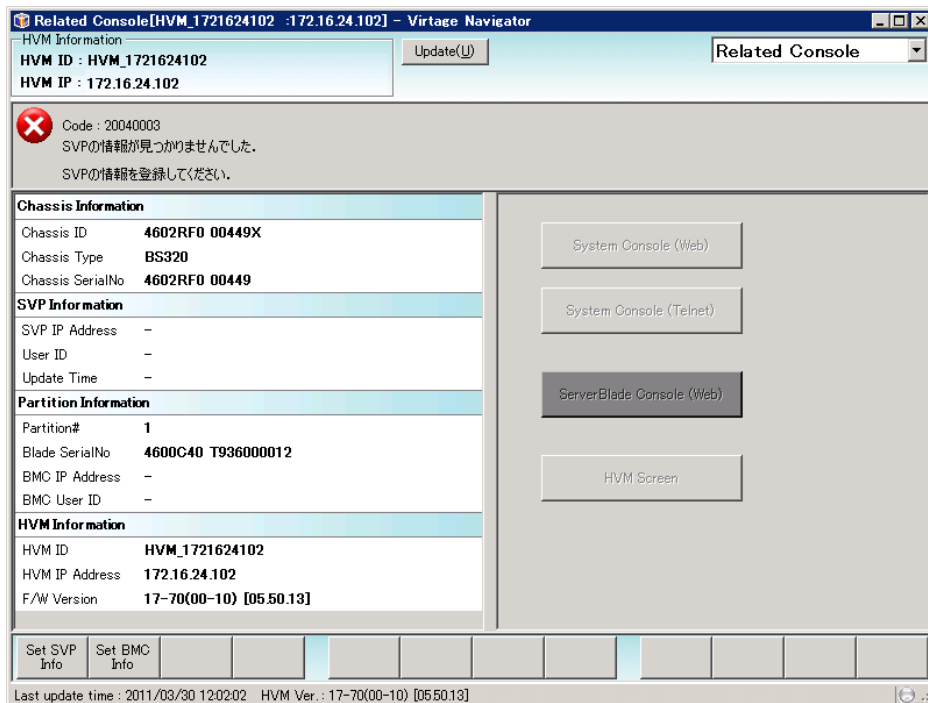 Related Console[HVM_1721624102 :172.16.24.102] - Virtage Navigator
HVM Information
HVM ID : HVM_1721624102
HVM IP : 172.16.24.102
Update(U)
Related Console
Code : 20040003
SVPの情報が見つかりませんでした.
SVPの情報を登録してください.
Chassis Information
Chassis ID 4602RF0 00449X
Chassis Type BS320
Chassis SerialNo 4602RF0 00449
SVP Information
SVP IP Address -
User ID -
Update Time -
Partition Information
Partition# 1
Blade SerialNo 4600C40 T936000012
BMC IP Address -
BMC User ID -
HVM Information
HVM ID HVM_1721624102
HVM IP Address 172.16.24.102
F/W Version 17-70(00-10) [05.50.13]
System Console (Web)
System Console (Telnet)
ServerBlade Console (Web)
HVM Screen
Set SVP Info
Set BMC Info
Last update time : 2011/03/30 12:02:02 HVM Ver. : 17-70(00-10) [05.50.13]